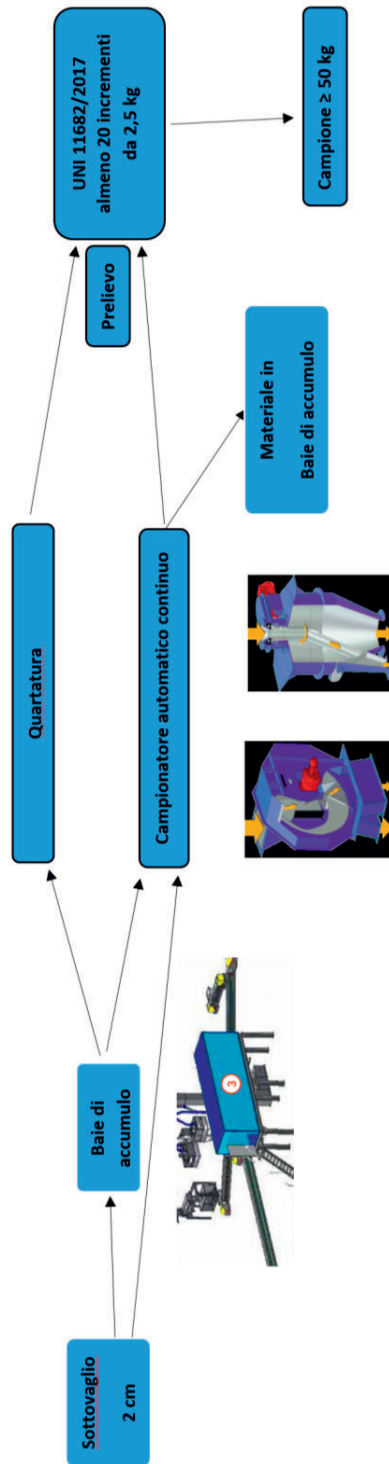 Sottovaglio
2 cm
Baie di
accumulo
3
Quartatura
Campionatore automatico continuo
Prelievo
UNI 11682/2017
almeno 20 incrementi
da 2,5 kg
Materiale in
Baie di accumulo
Campione ≥ 50 kg